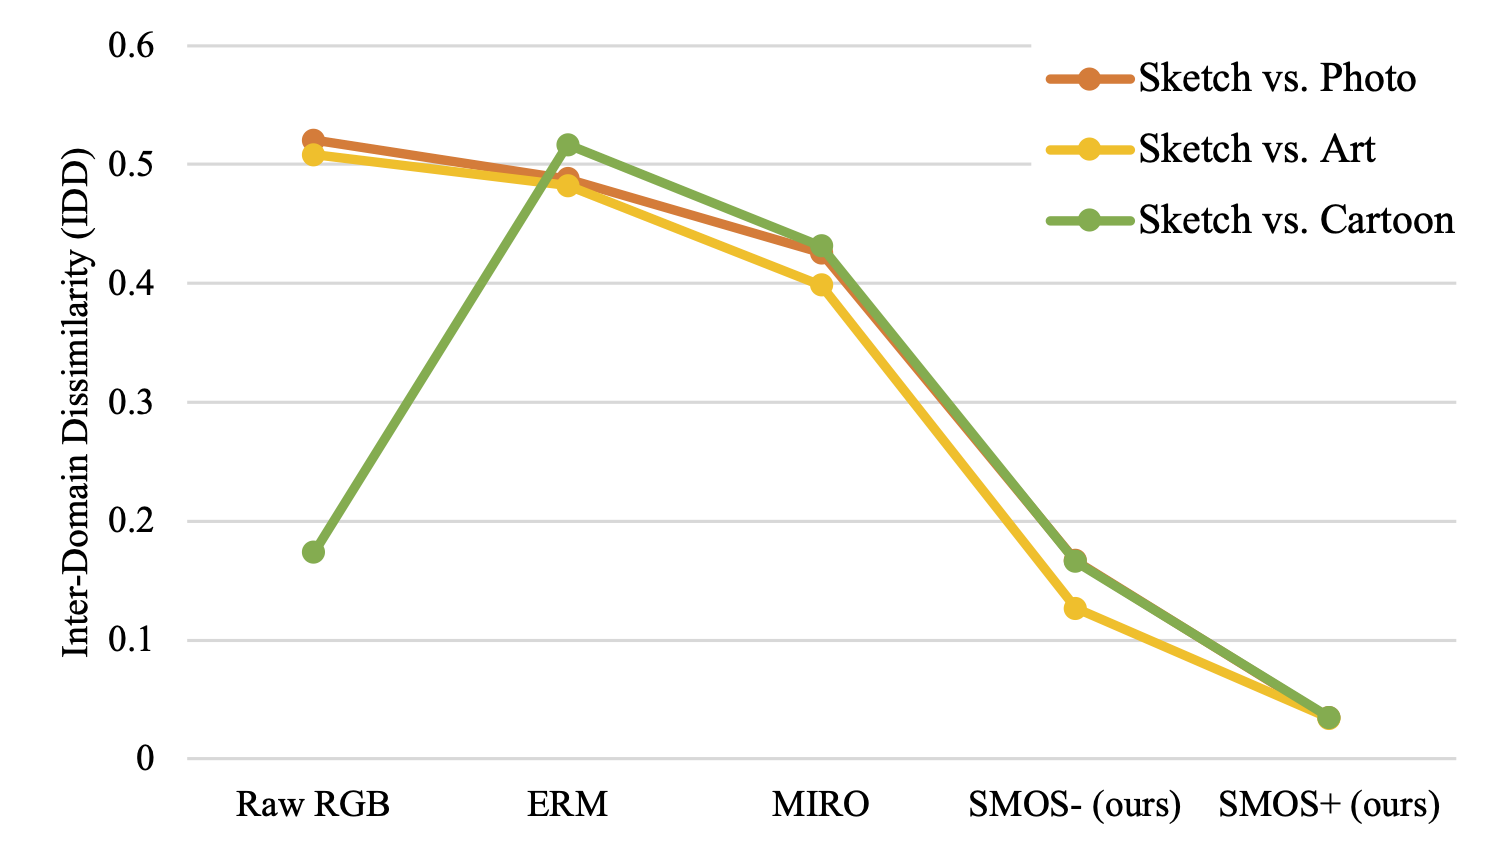 Inter-Domain Dissimilarity (IDD)
0.6
0.5
0.4
0.3
0.2
0.1
0
Sketch vs. Photo
Sketch vs. Art
Sketch vs. Cartoon
Raw RGB
ERM
MIRO
SMOS- (ours)
SMOS+ (ours)